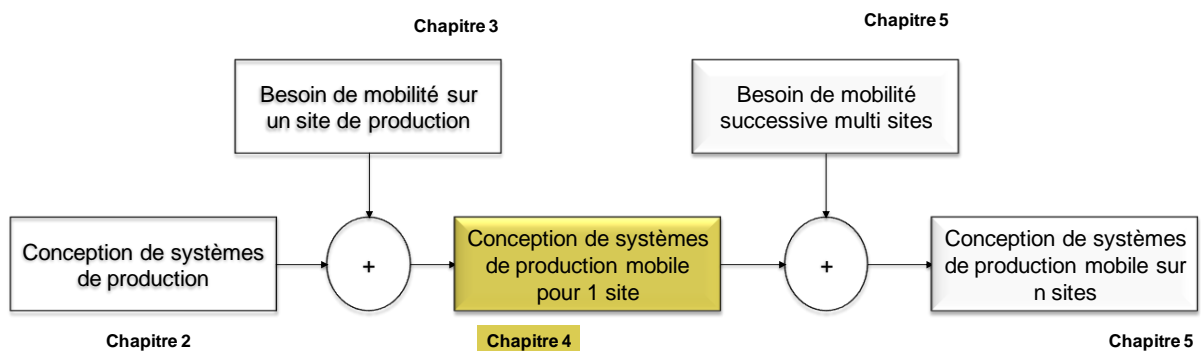 Chapitre 3
Chapitre 5
Besoin de mobilité sur
un site de production
Besoin de mobilité
successive multi sites
Conception de systèmes
de production
+
Conception de systèmes
de production mobile
pour 1 site
+
Conception de systèmes
de production mobile sur
n sites
Chapitre 2
Chapitre 4
Chapitre 5